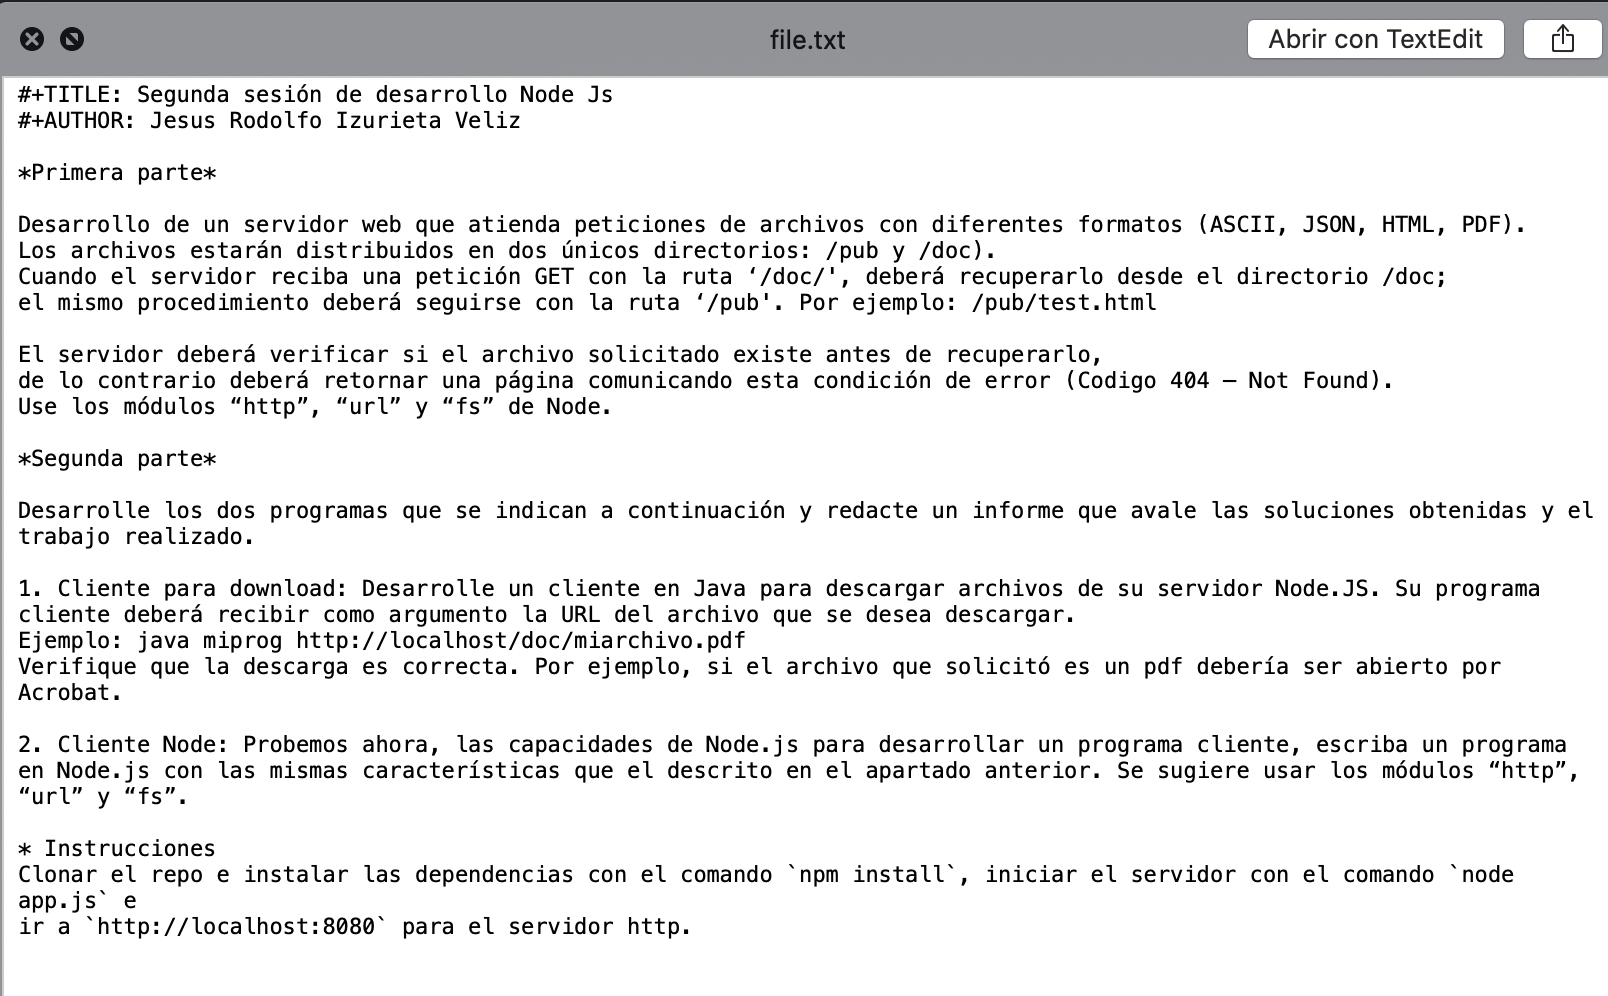 file.txt
Abrir con TextEdit
#+TITLE: Segunda sesión de desarrollo Node Js
#+AUTHOR: Jesus Rodolfo Izurieta Veliz
*Primera parte*
Desarrollo de un servidor web que atienda peticiones de archivos con diferentes formatos (ASCII, JSON, HTML, PDF).
Los archivos estarán distribuidos en dos únicos directorios: /pub y /doc).
Cuando el servidor reciba una petición GET con la ruta ‘/doc/', deberá recuperarlo desde el directorio /doc;
el mismo procedimiento deberá seguirse con la ruta ‘/pub'. Por ejemplo: /pub/test.html
El servidor deberá verificar si el archivo solicitado existe antes de recuperarlo,
de lo contrario deberá retornar una página comunicando esta condición de error (Codigo 404 – Not Found).
Use los módulos “http”, “url” y “fs” de Node.
*Segunda parte*
Desarrolle los dos programas que se indican a continuación y redacte un informe que avale las soluciones obtenidas y el
trabajo realizado.
1. Cliente para download: Desarrolle un cliente en Java para descargar archivos de su servidor Node.JS. Su programa
cliente deberá recibir como argumento la URL del archivo que se desea descargar.
Ejemplo: java miprog http://localhost/doc/miarchivo.pdf
Verifique que la descarga es correcta. Por ejemplo, si el archivo que solicitó es un pdf debería ser abierto por
Acrobat.
2. Cliente Node: Probemos ahora, las capacidades de Node.js para desarrollar un programa cliente, escriba un programa
en Node.js con las mismas características que el descrito en el apartado anterior. Se sugiere usar los módulos “http”,
“url” y “fs”.
* Instrucciones
Clonar el repo e instalar las dependencias con el comando `npm install`, iniciar el servidor con el comando `node
app.js` e
ir a `http://localhost:8080` para el servidor http.